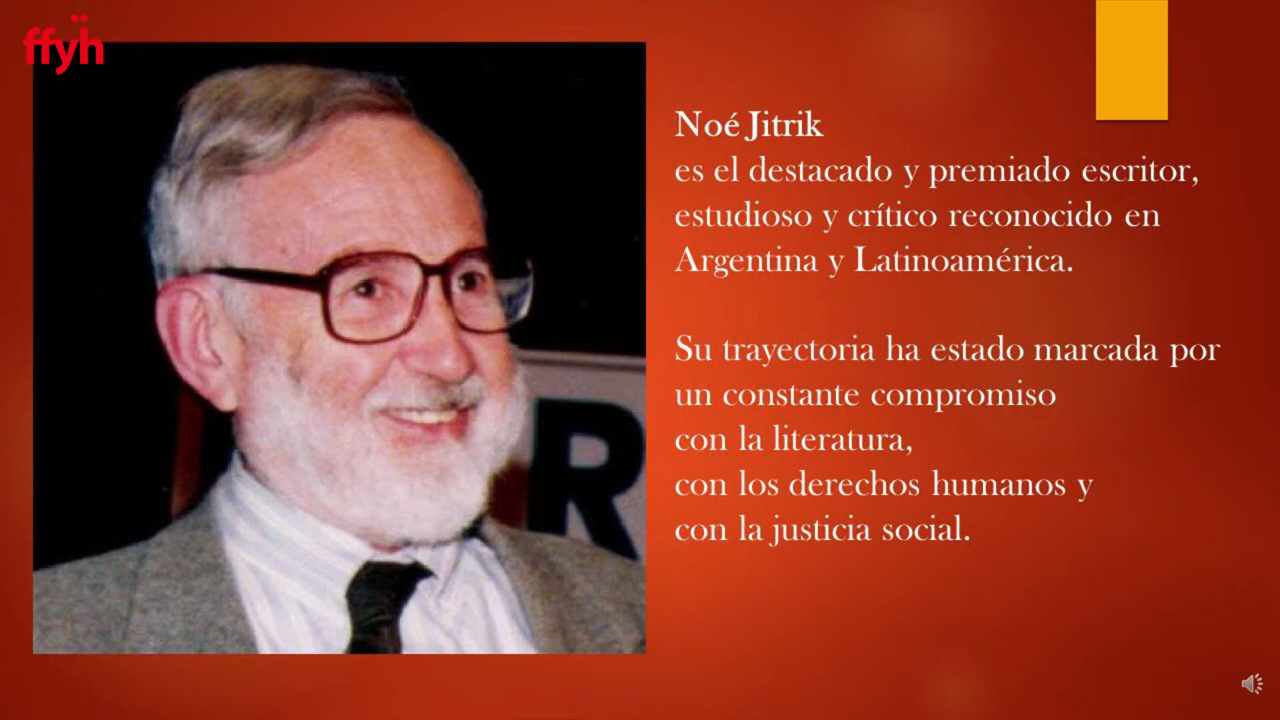 ffyḧ
Noé Jitrik
es el destacado y premiado escritor,
estudioso y crítico reconocido en
Argentina y Latinoamérica.
Su trayectoria ha estado marcada por
un constante compromiso
con la literatura,
con los derechos humanos y
con la justicia social.
R